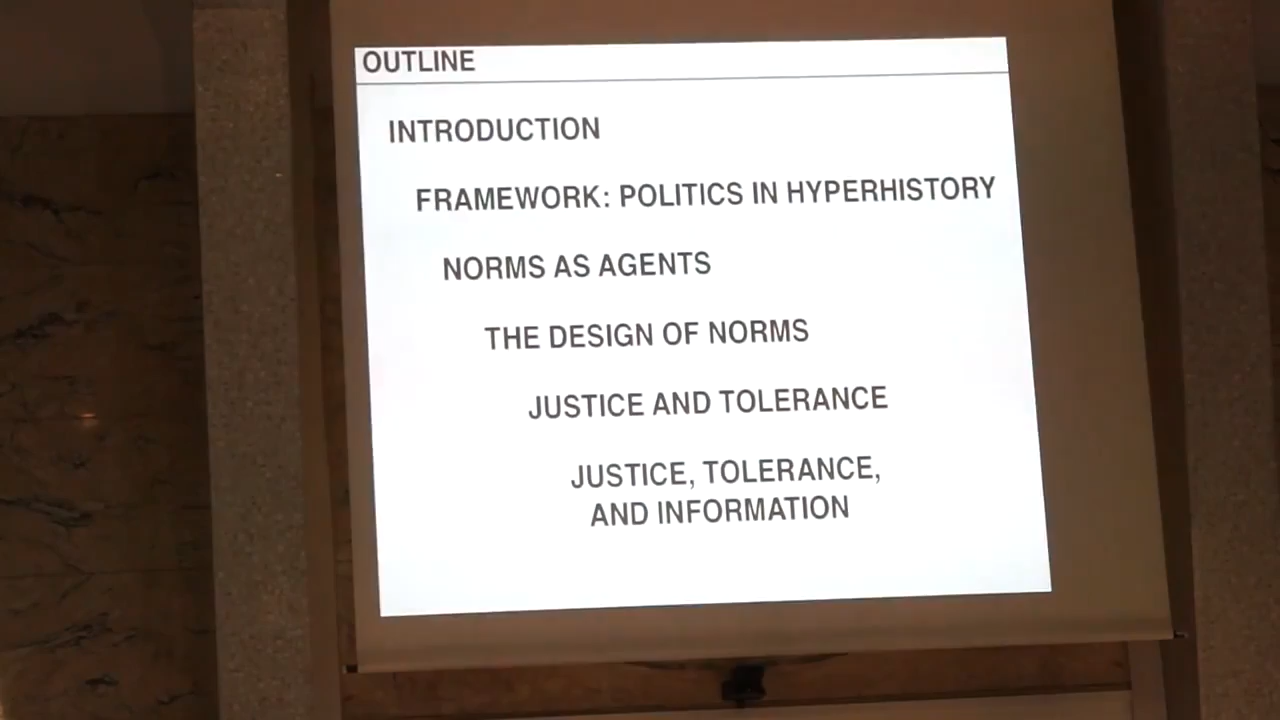 OUTLINE
INTRODUCTION
FRAMEWORK: POLITICS IN HYPERHISTORY
NORMS AS AGENTS
THE DESIGN OF NORMS
JUSTICE AND TOLERANCE
JUSTICE, TOLERANCE,
AND INFORMATION